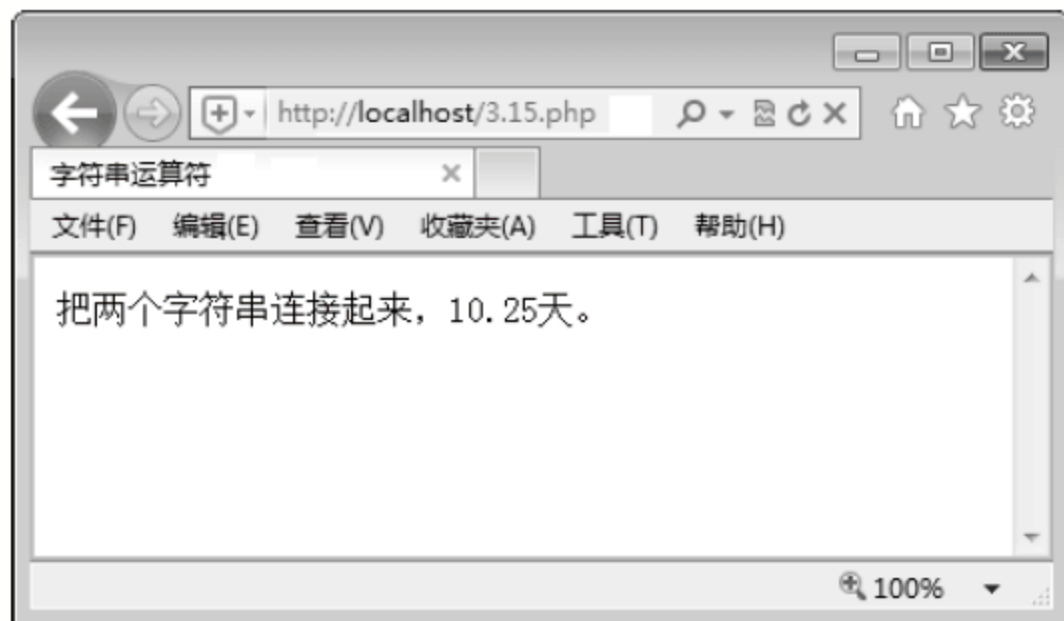 http://localhost/3.15.php
字符串运算符
文件(F) 编辑(E) 查看(V) 收藏夹(A) 工具(T) 帮助(H)
把两个字符串连接起来，10.25天。
100%